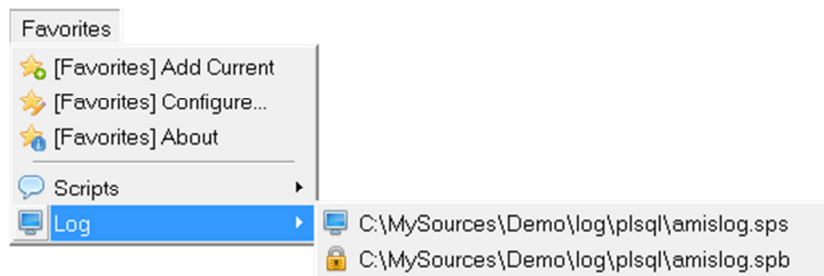 Favorites
[Favorites] Add Current
[Favorites] Configure...
[Favorites] About
Scripts
Log
C:\MySources\Demo\log\plsql\amislog.sps
C:\MySources\Demo\log\plsql\amislog.spb